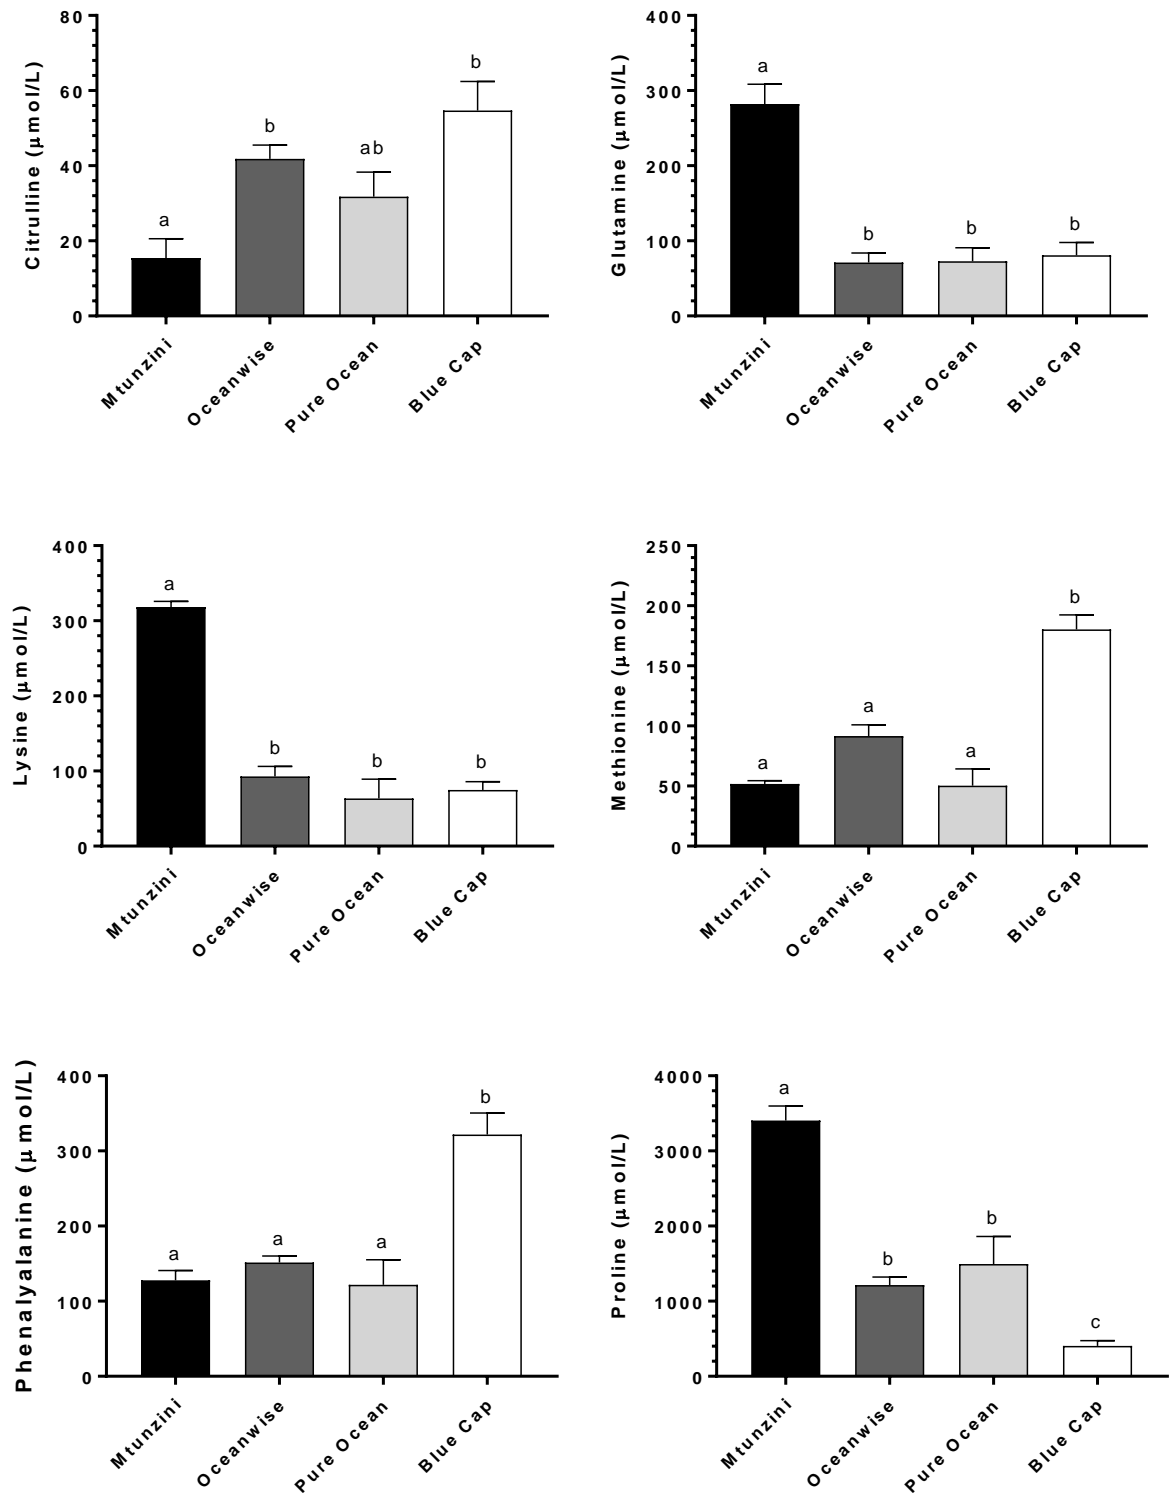 Citrulline (μmol/L)
80
60
40
20
0
a
b
ab
b
Mtunzini
Oceanwise
Pure Ocean
Blue Cap
Glutamine (μmol/L)
400
300
200
100
0
a
b
b
b
Mtunzini
Oceanwise
Pure Ocean
Blue Cap
Lysine (μmol/L)
400
300
200
100
0
a
b
b
b
Mtunzini
Oceanwise
Pure Ocean
Blue Cap
Methionine (μmol/L)
250
200
150
100
50
0
a
a
a
b
Mtunzini
Oceanwise
Pure Ocean
Blue Cap
Phenalyalanine (μmol/L)
400
300
200
100
0
a
a
a
b
Mtunzini
Oceanwise
Pure Ocean
Blue Cap
Proline (μmol/L)
4000
3000
2000
1000
0
a
b
b
c
Mtunzini
Oceanwise
Pure Ocean
Blue Cap